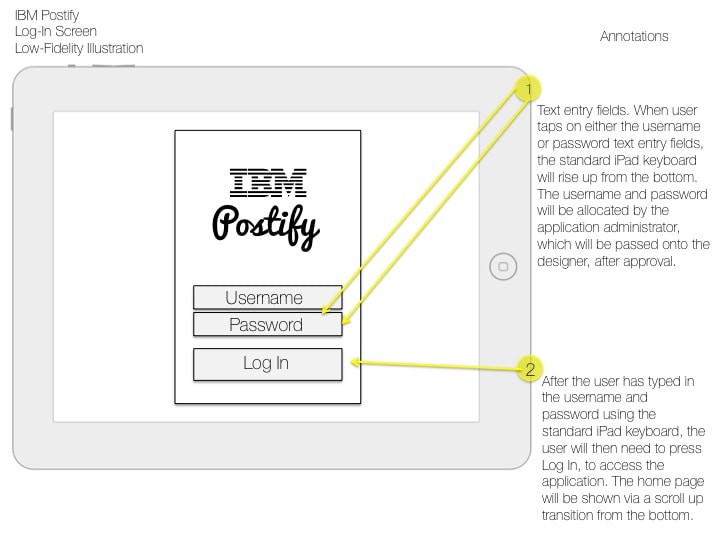 IBM Postify
Log-In Screen
Low-Fidelity Illustration
Annotations
IBM
Postify
Username
Password
Log In
1
Text entry fields. When user
taps on either the username
or password text entry fields,
the standard iPad keyboard
will rise up from the bottom.
The username and password
will be allocated by the
application administrator,
which will be passed onto the
designer, after approval.
2
After the user has typed in
the username and
password using the
standard iPad keyboard, the
user will then need to press
Log In, to access the
application. The home page
will be shown via a scroll up
transition from the bottom.